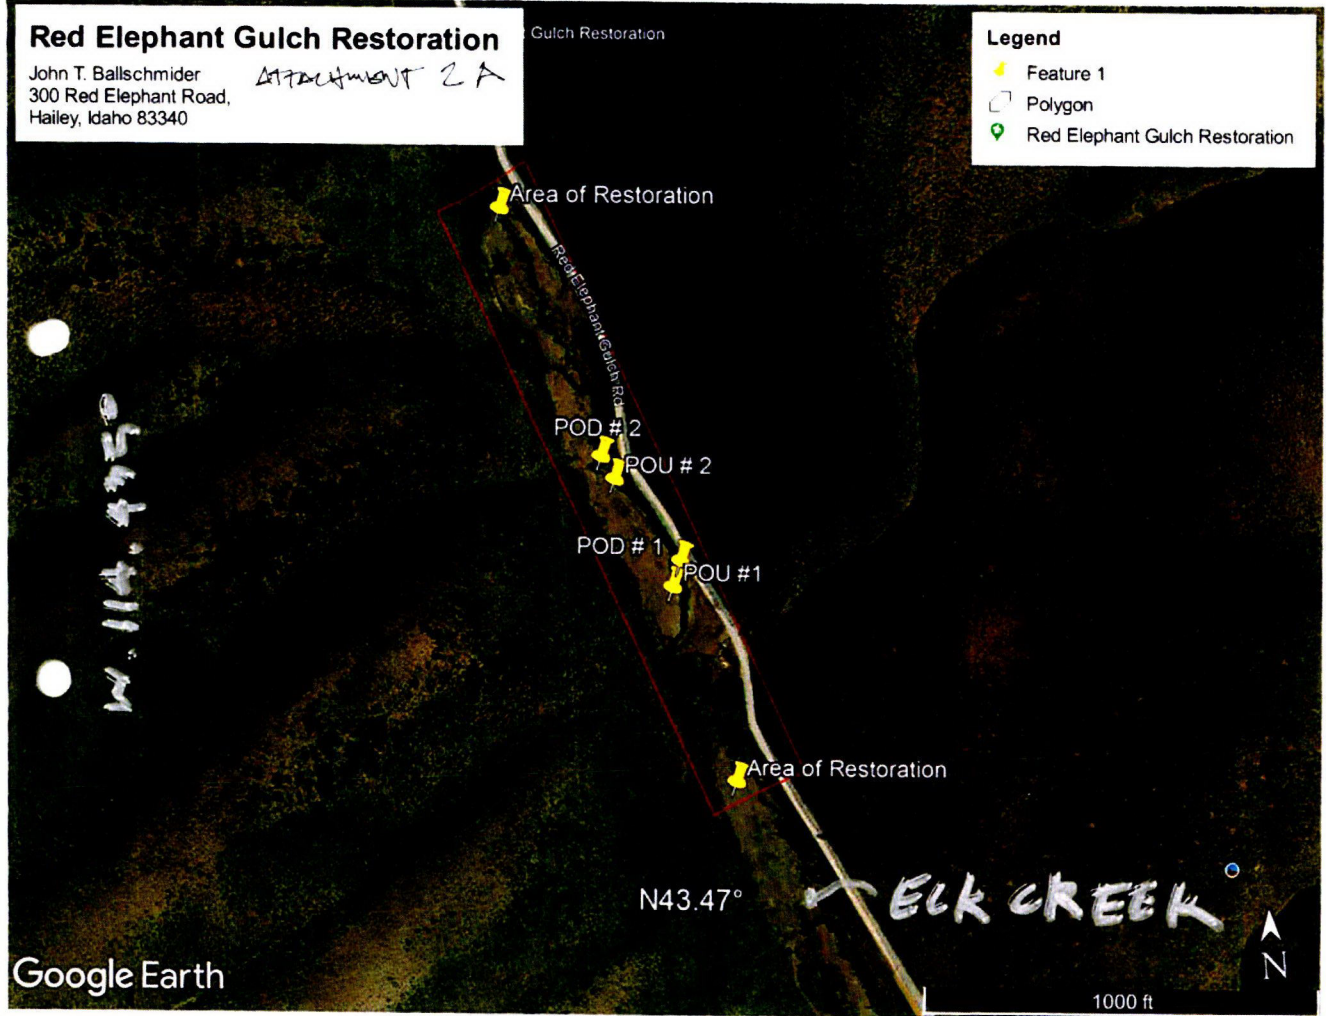 Red Elephant Gulch Restoration
John T. Ballschmider
ATTACHMENT 2 A
300 Red Elephant Road,
Hailey, Idaho 83340
Gulch Restoration
Legend
Feature 1
Polygon
Red Elephant Gulch Restoration
Area of Restoration
Red Elephant Gulch Rd
POD # 2
POU # 2
POD # 1
POU #1
W 114.445°
Area of Restoration
N43.47°
ELK CREEK
Google Earth
N
1000 ft